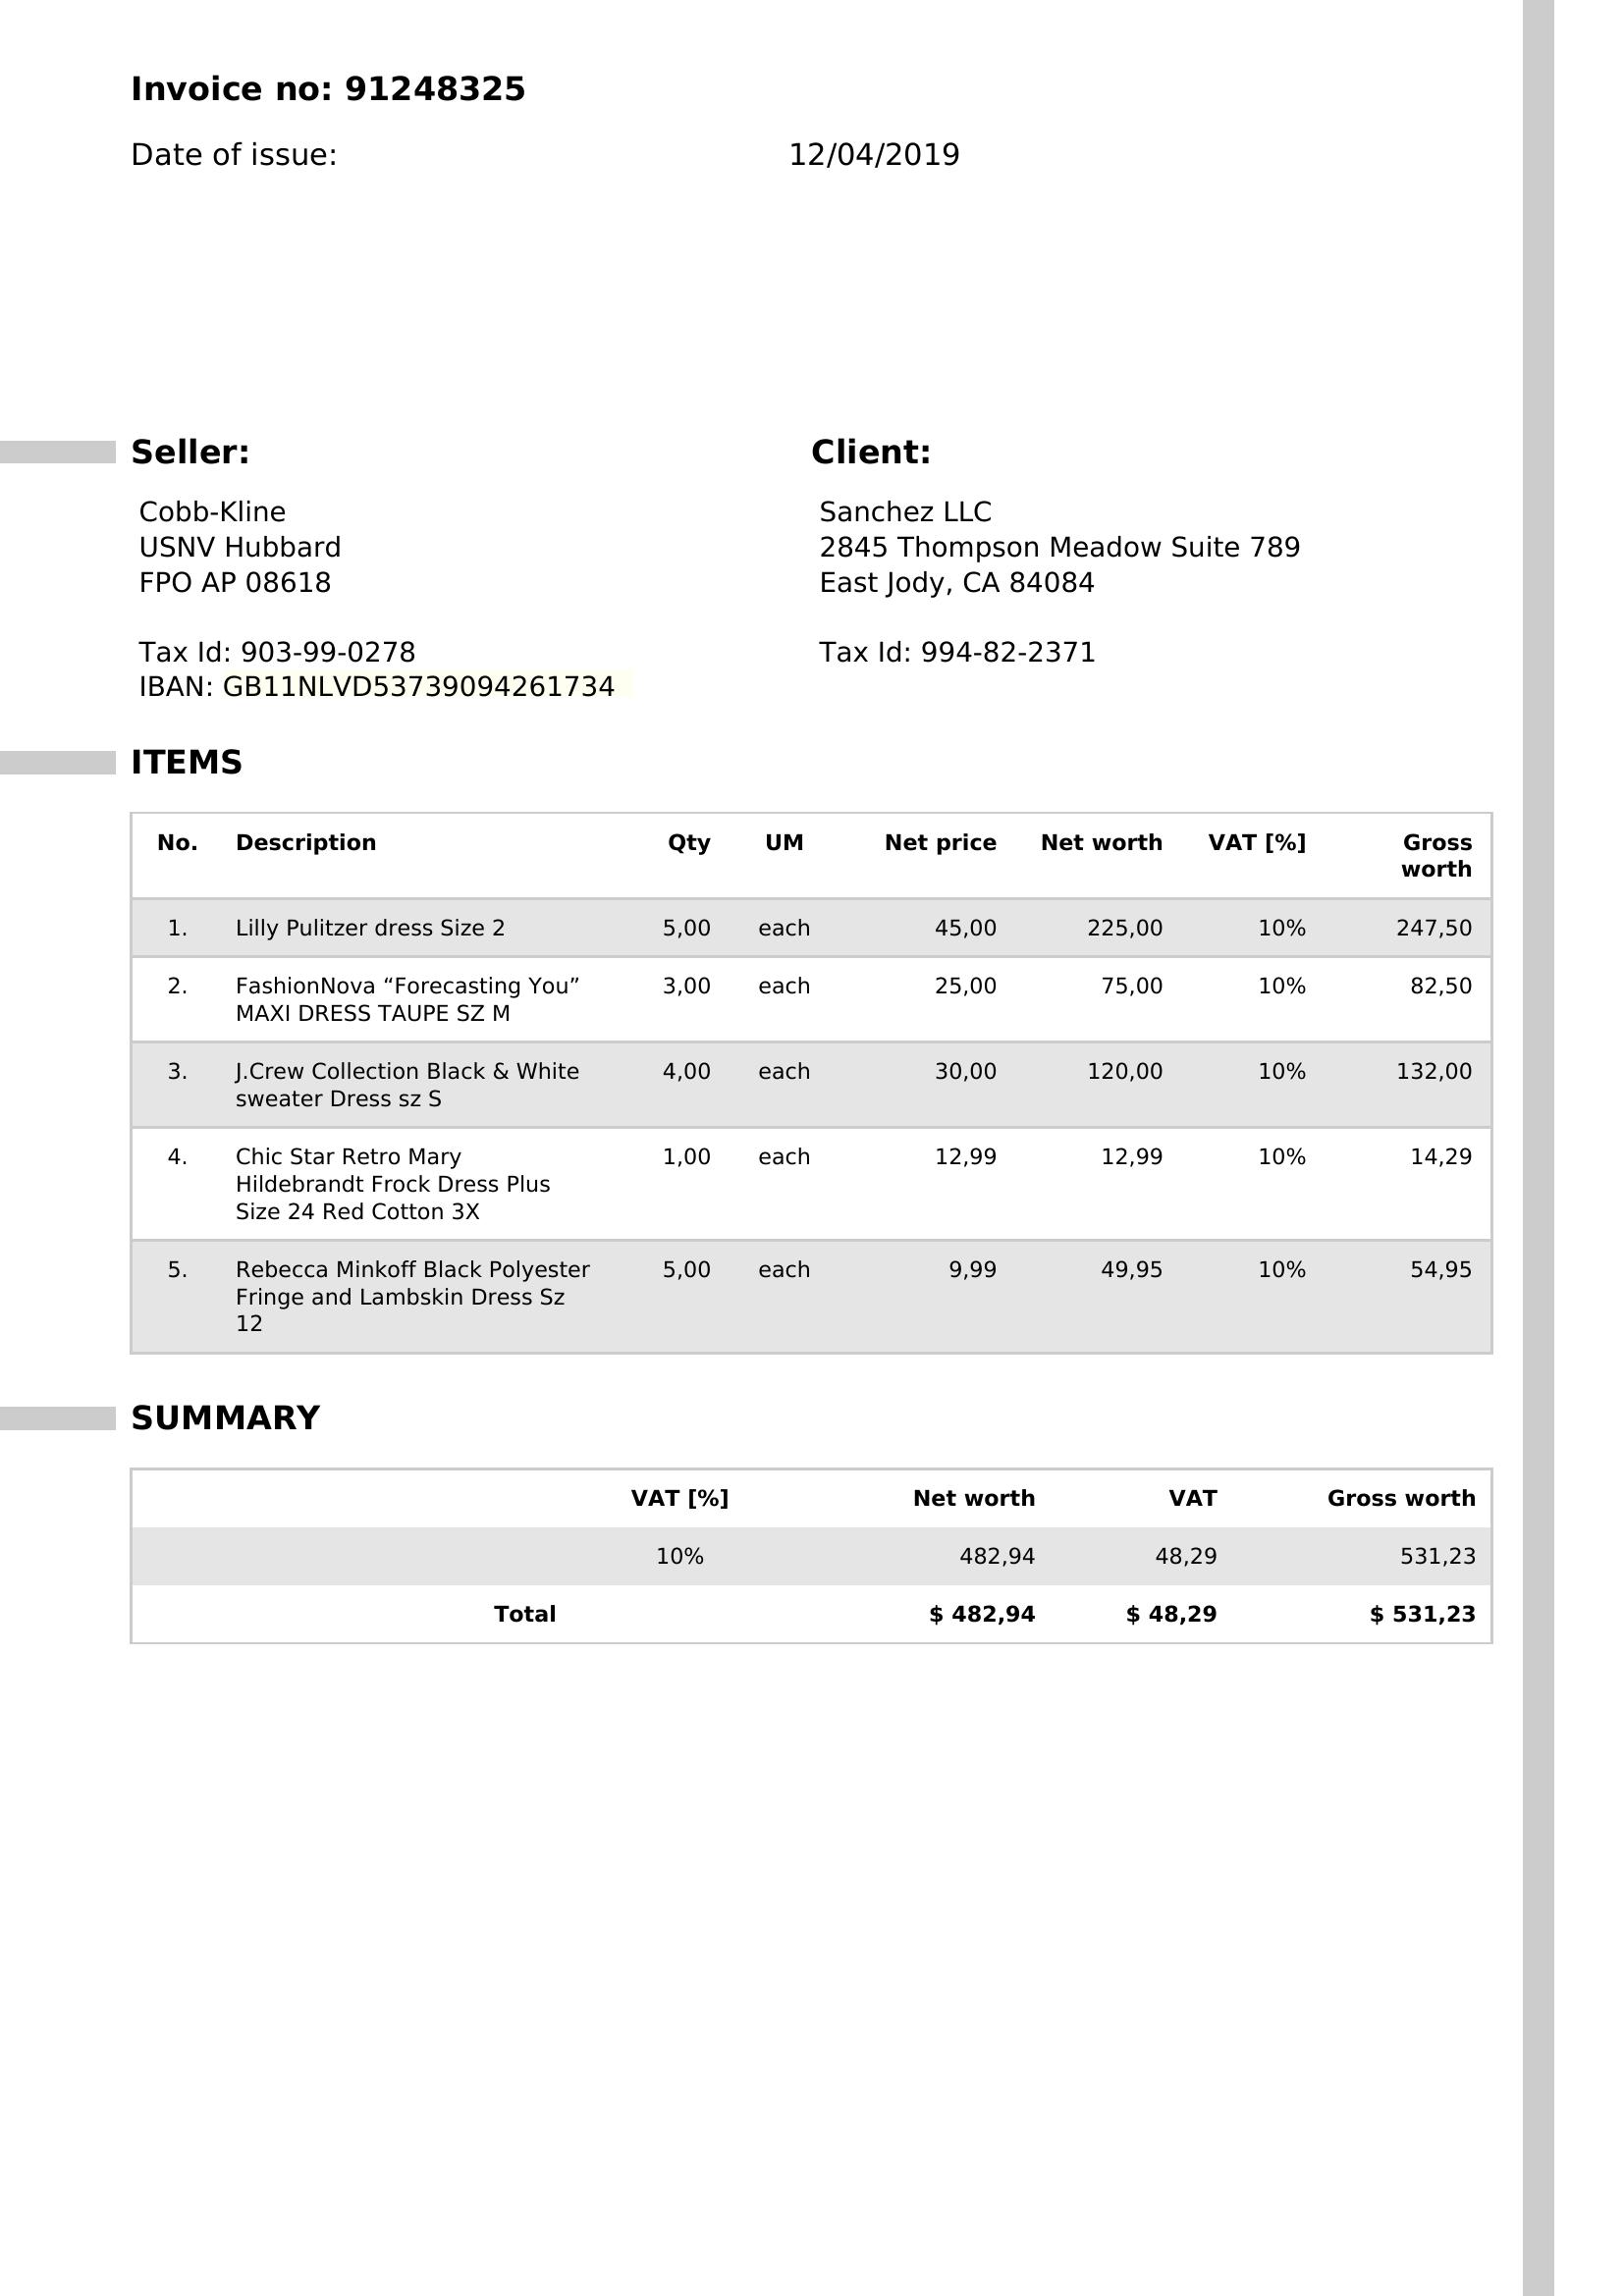 Invoice no: 91248325
Date of issue: 12/04/2019
Seller:
Cobb-Kline
USNV Hubbard
FPO AP 08618
Tax Id: 903-99-0278
IBAN: GB11NLVD53739094261734
Client:
Sanchez LLC
2845 Thompson Meadow Suite 789
East Jody, CA 84084
Tax Id: 994-82-2371
ITEMS
No. Description Qty UM Net price Net worth VAT [%] Gross
worth
1. Lilly Pulitzer dress Size 2 5,00 each 45,00 225,00 10% 247,50
2. FashionNova “Forecasting You” 3,00 each 25,00 75,00 10% 82,50
MAXI DRESS TAUPE SZ M
3. J.Crew Collection Black & White 4,00 each 30,00 120,00 10% 132,00
sweater Dress sz S
4. Chic Star Retro Mary 1,00 each 12,99 12,99 10% 14,29
Hildebrandt Frock Dress Plus
Size 24 Red Cotton 3X
5. Rebecca Minkoff Black Polyester 5,00 each 9,99 49,95 10% 54,95
Fringe and Lambskin Dress Sz
12
SUMMARY
VAT [%] Net worth VAT Gross worth
10% 482,94 48,29 531,23
Total $ 482,94 $ 48,29 $ 531,23